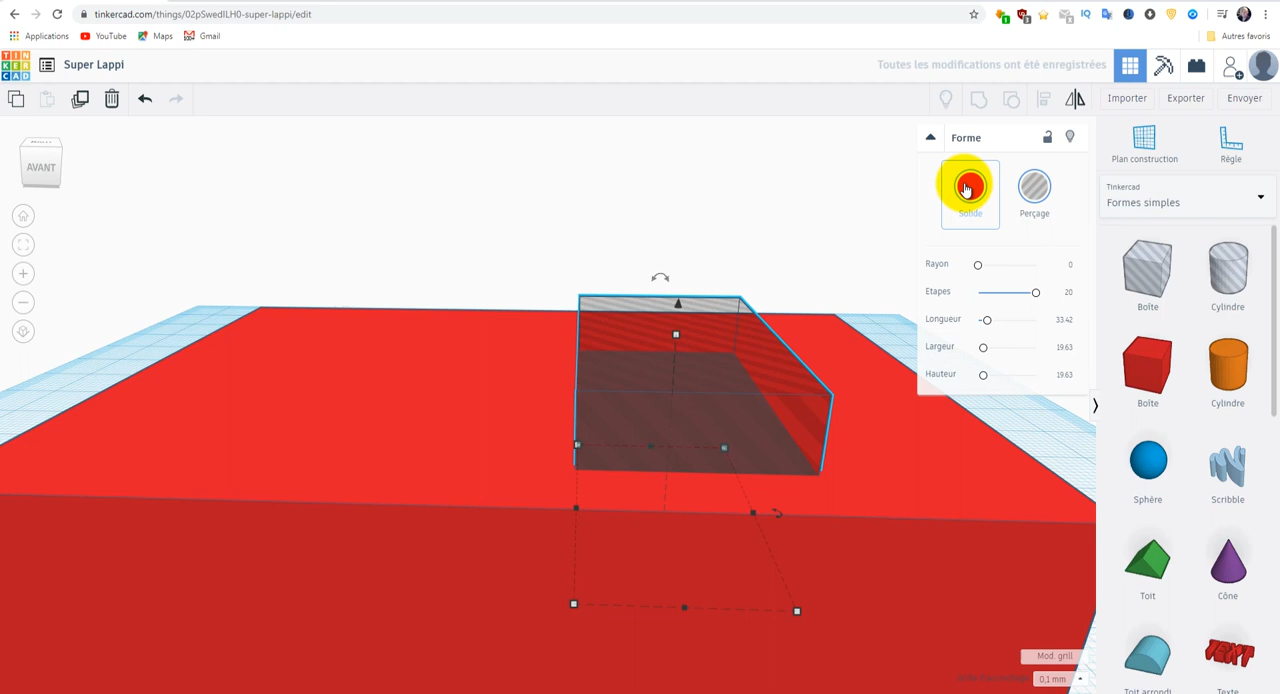 tinkercad.com/things/02pSwedILH0-super-lappi/edit
Applications YouTube Maps Gmail Autres favoris
TIN
KER
CAD
Super Lappi
Toutes les modifications ont été enregistrées
Importer Exporter Envoyer
AVANT
Forme
Solide Perçage
Rayon 0
Etapes 20
Longueur 33.42
Largeur 19.63
Hauteur 19.63
Plan construction Règle
Tinkercad
Formes simples
Boîte Cylindre
Boîte Cylindre
Sphère Scribble
Toit Cône
TEXT
Toit arrondi Texte
Mod. grill
0,1 mm